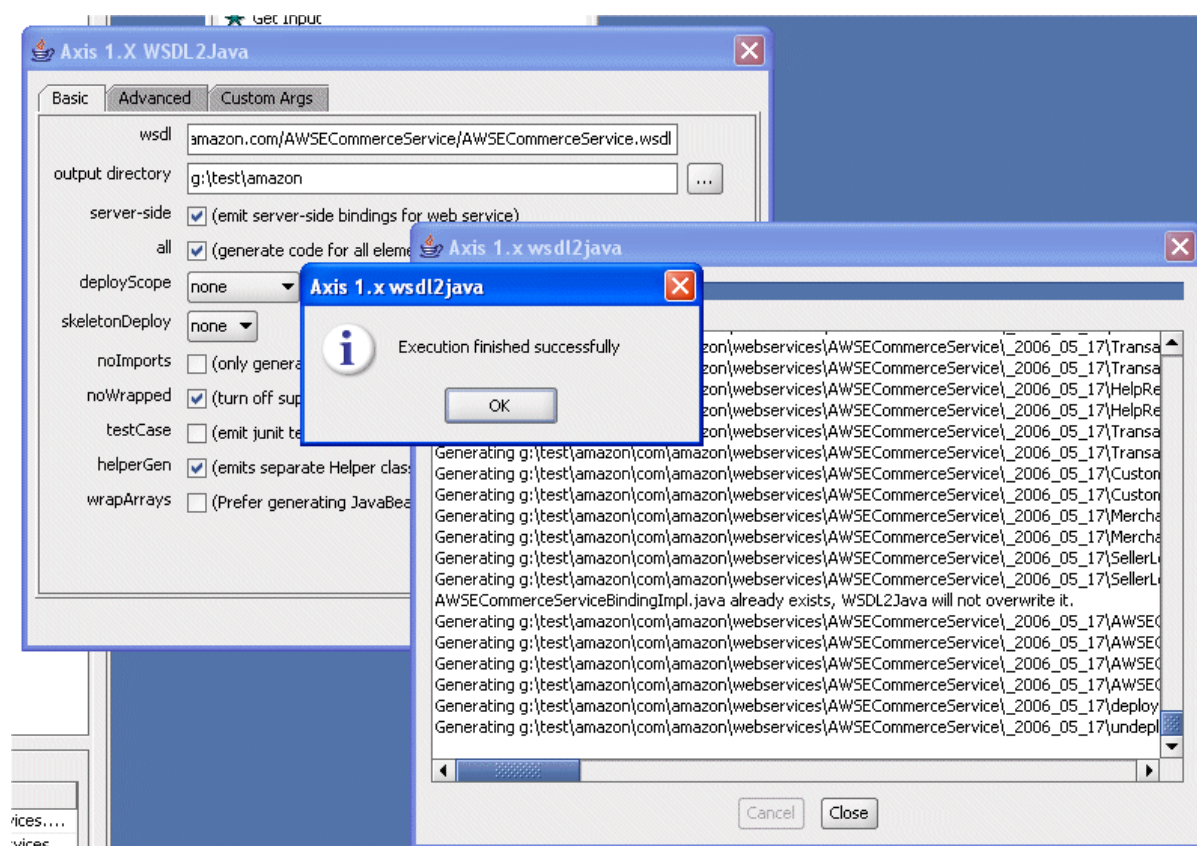 Get Input
Axis 1.X WSDL2Java
Basic Advanced Custom Args
wsdl amazon.com/AWSECommerceService/AWSECommerceService.wsdl
output directory g:\test\amazon ...
server-side (emit server-side bindings for web service)
all (generate code for all eleme
deployScope none
skeletonDeploy none
noImports (only genera
noWrapped (turn off sup
testCase (emit junit te
helperGen (emits separate Helper clas
wrapArrays (Prefer generating JavaBea
Axis 1.x wsdl2java
Axis 1.x wsdl2java
Execution finished successfully
OK
zon\webservices\AWSECommerceService\_2006_05_17\Transa
zon\webservices\AWSECommerceService\_2006_05_17\Transa
zon\webservices\AWSECommerceService\_2006_05_17\HelpRe
zon\webservices\AWSECommerceService\_2006_05_17\HelpRe
zon\webservices\AWSECommerceService\_2006_05_17\Transa
Generating g:\test\amazon\com\amazon\webservices\AWSECommerceService\_2006_05_17\Transa
Generating g:\test\amazon\com\amazon\webservices\AWSECommerceService\_2006_05_17\Custom
Generating g:\test\amazon\com\amazon\webservices\AWSECommerceService\_2006_05_17\Custom
Generating g:\test\amazon\com\amazon\webservices\AWSECommerceService\_2006_05_17\Mercha
Generating g:\test\amazon\com\amazon\webservices\AWSECommerceService\_2006_05_17\Mercha
Generating g:\test\amazon\com\amazon\webservices\AWSECommerceService\_2006_05_17\SellerL
Generating g:\test\amazon\com\amazon\webservices\AWSECommerceService\_2006_05_17\SellerL
AWSECommerceServiceBindingImpl.java already exists, WSDL2Java will not overwrite it.
Generating g:\test\amazon\com\amazon\webservices\AWSECommerceService\_2006_05_17\AWSEC
Generating g:\test\amazon\com\amazon\webservices\AWSECommerceService\_2006_05_17\AWSEC
Generating g:\test\amazon\com\amazon\webservices\AWSECommerceService\_2006_05_17\AWSEC
Generating g:\test\amazon\com\amazon\webservices\AWSECommerceService\_2006_05_17\AWSEC
Generating g:\test\amazon\com\amazon\webservices\AWSECommerceService\_2006_05_17\deploy
Generating g:\test\amazon\com\amazon\webservices\AWSECommerceService\_2006_05_17\undepl
Cancel Close
vices....
vices